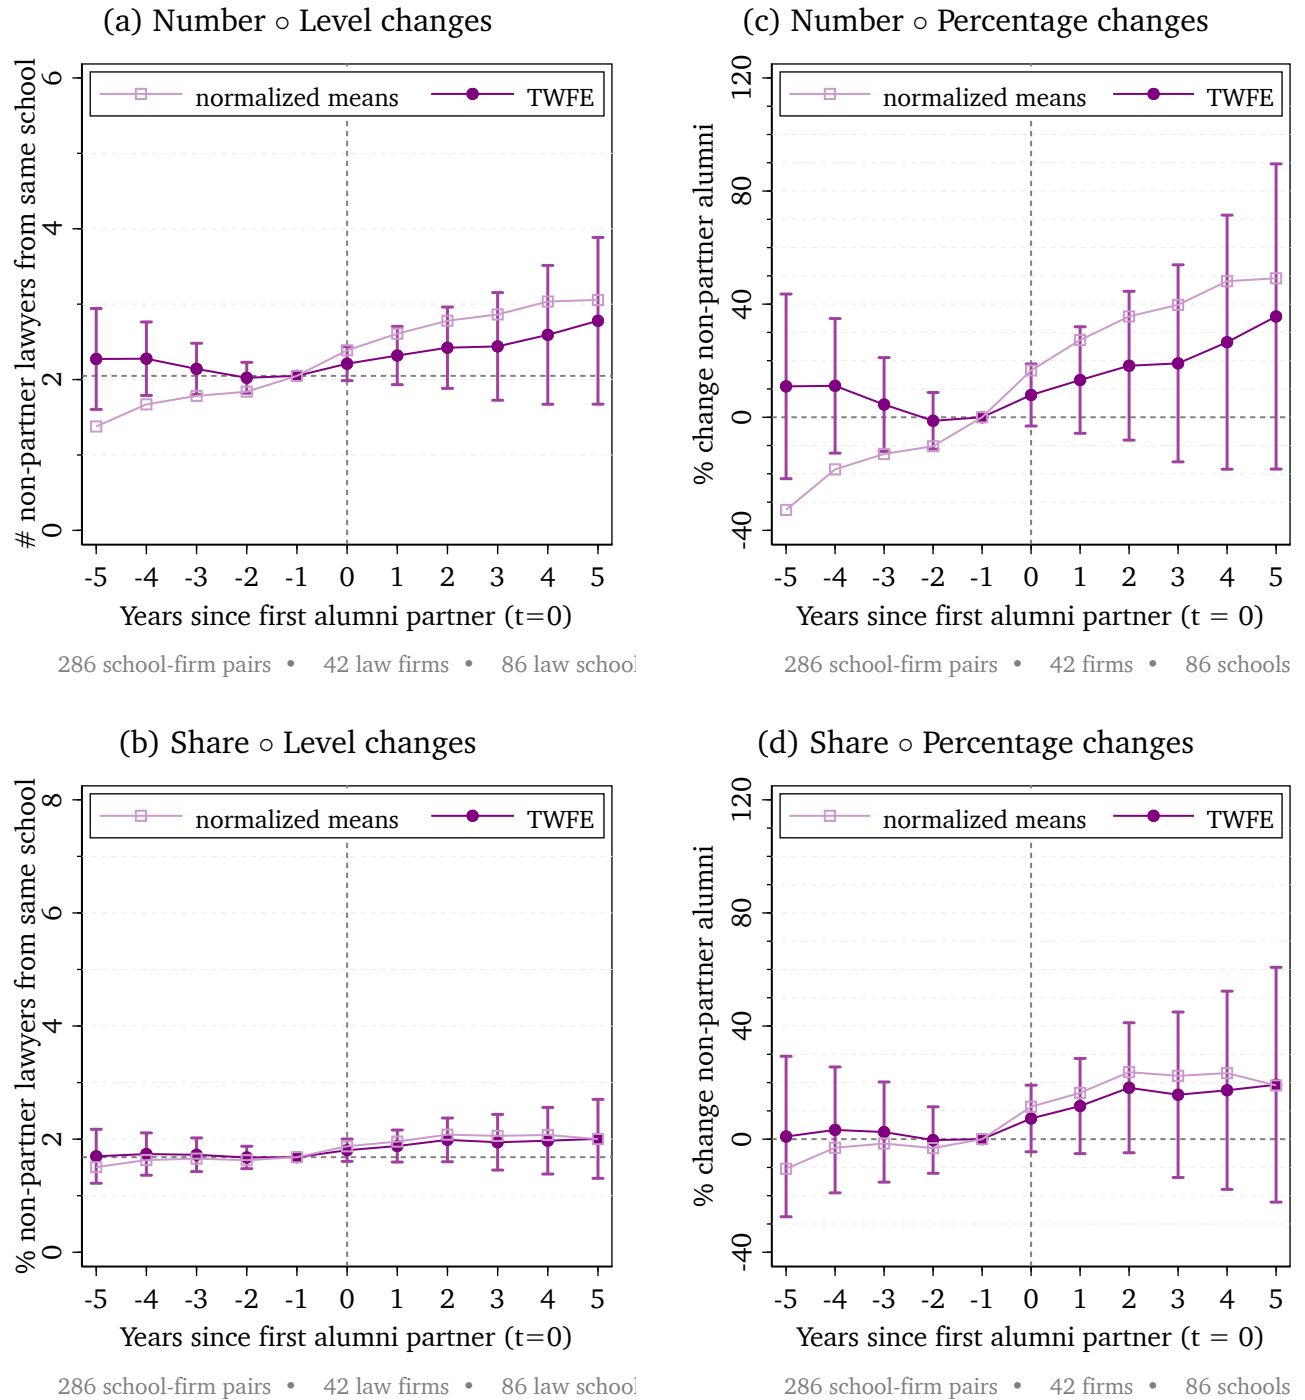 (a) Number ∘ Level changes
# non-partner lawyers from same school
6
4
2
0
normalized means
TWFE
-5 -4 -3 -2 -1 0 1 2 3 4 5
Years since first alumni partner (t=0)
286 school-firm pairs • 42 law firms • 86 law school
(c) Number ∘ Percentage changes
% change non-partner alumni
120
80
40
0
-40
normalized means
TWFE
-5 -4 -3 -2 -1 0 1 2 3 4 5
Years since first alumni partner (t = 0)
286 school-firm pairs • 42 firms • 86 schools
(b) Share ∘ Level changes
% non-partner lawyers from same school
8
6
4
2
0
normalized means
TWFE
-5 -4 -3 -2 -1 0 1 2 3 4 5
Years since first alumni partner (t=0)
286 school-firm pairs • 42 law firms • 86 law school
(d) Share ∘ Percentage changes
% change non-partner alumni
120
80
40
0
-40
normalized means
TWFE
-5 -4 -3 -2 -1 0 1 2 3 4 5
Years since first alumni partner (t = 0)
286 school-firm pairs • 42 firms • 86 schools